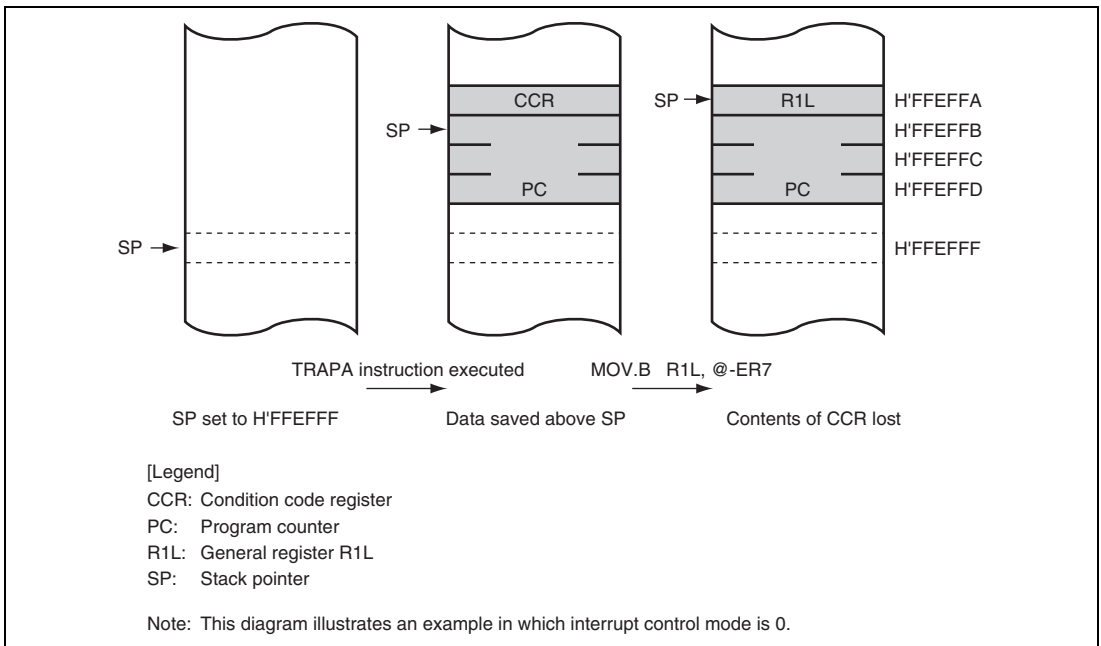 CCR SP R1L H'FFEFFA
SP H'FFEFFB
H'FFEFFC
PC PC H'FFEFFD
SP H'FFEFFF
TRAPA instruction executed MOV.B R1L, @-ER7
SP set to H'FFEFFF Data saved above SP Contents of CCR lost
[Legend]
CCR: Condition code register
PC: Program counter
R1L: General register R1L
SP: Stack pointer
Note: This diagram illustrates an example in which interrupt control mode is 0.